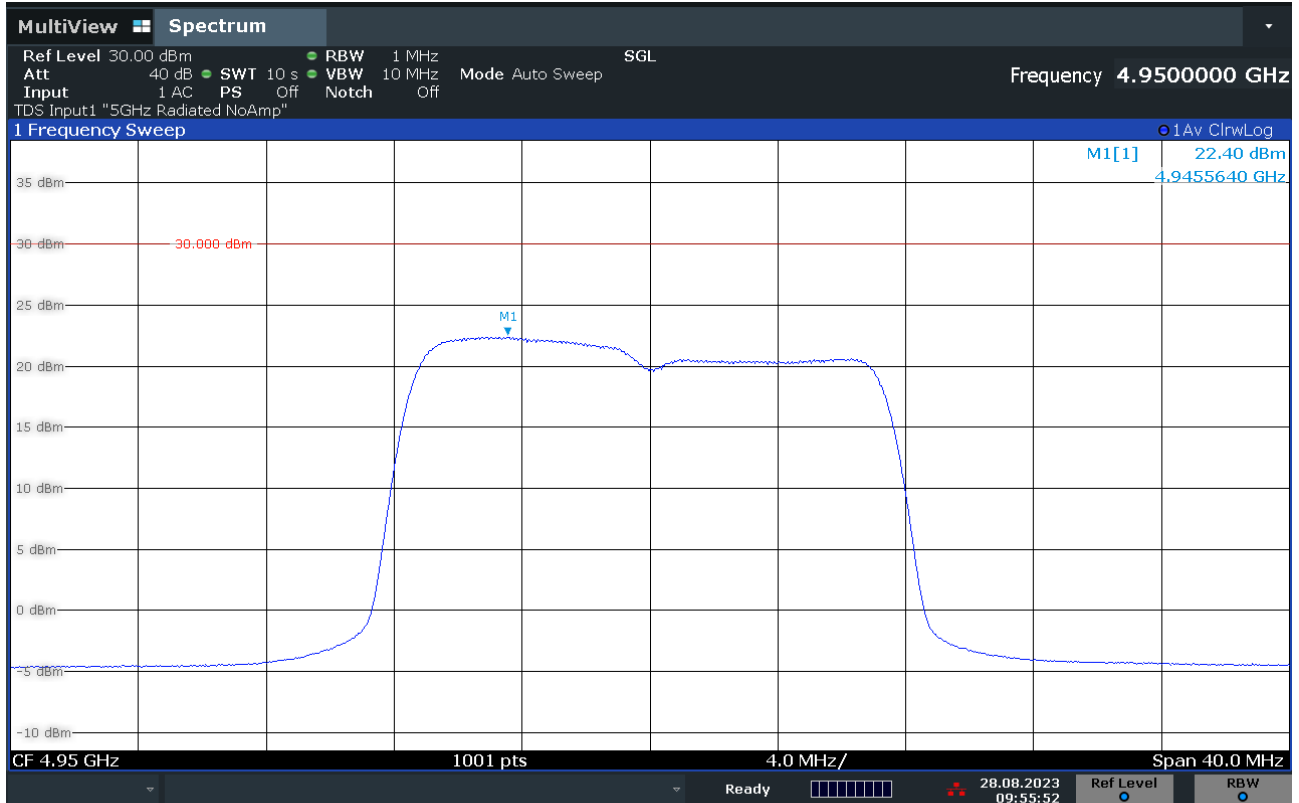 MultiView Spectrum
Ref Level 30.00 dBm RBW 1 MHz SGL
Att 40 dB SWT 10 s VBW 10 MHz Mode Auto Sweep
Input 1 AC PS Off Notch Off
Frequency 4.9500000 GHz
TDS Input1 "5GHz Radiated NoAmp"
1 Frequency Sweep 1Av ClrwLog
M1[1] 22.40 dBm
4.9455640 GHz
35 dBm
30 dBm 30.000 dBm
25 dBm
M1
20 dBm
15 dBm
10 dBm
5 dBm
0 dBm
-5 dBm
-10 dBm
CF 4.95 GHz 1001 pts 4.0 MHz/ Span 40.0 MHz
Ready 28.08.2023 Ref Level RBW
09:55:52